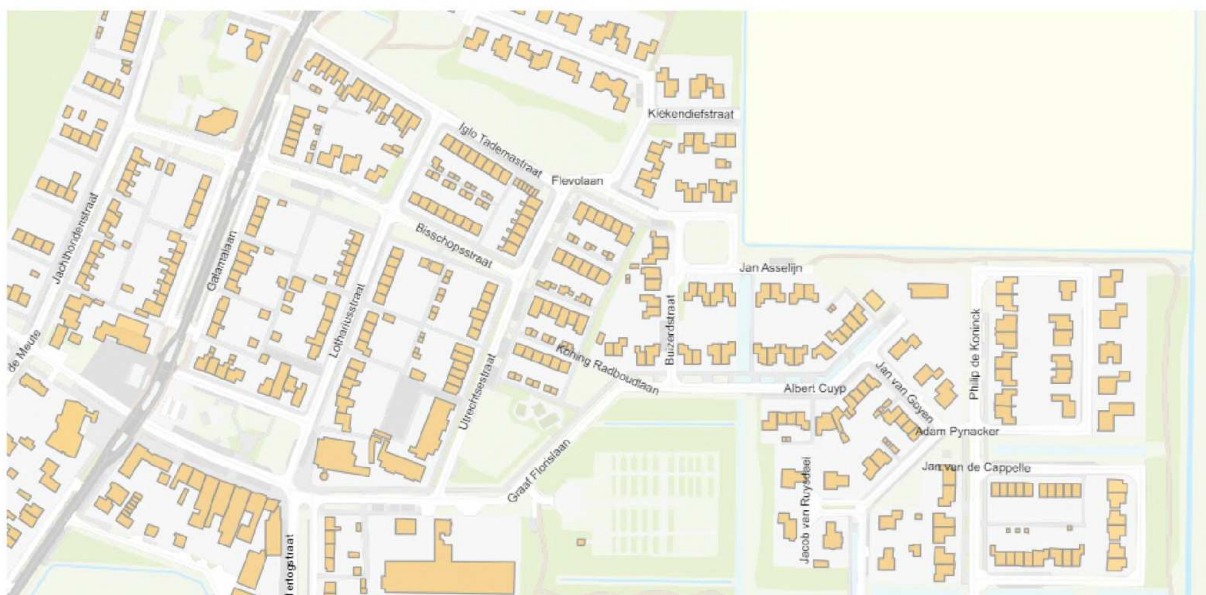 Kiekendiefstraat
Iglo Tademastraat
Flevolaan
Jachthondenstraat
Galamalaan
Bisschopsstraat
Jan Asselijn
Lothariusstraat
Buizerdstraat
Philip de Koninck
de Meute
Koning Radboudlaan
Utrechtsestraat
Albert Cuyp
Jan van Goyen
Adam Pynacker
Graaf Florislaan
Jan van de Cappelle
Jacob van Ruysdael